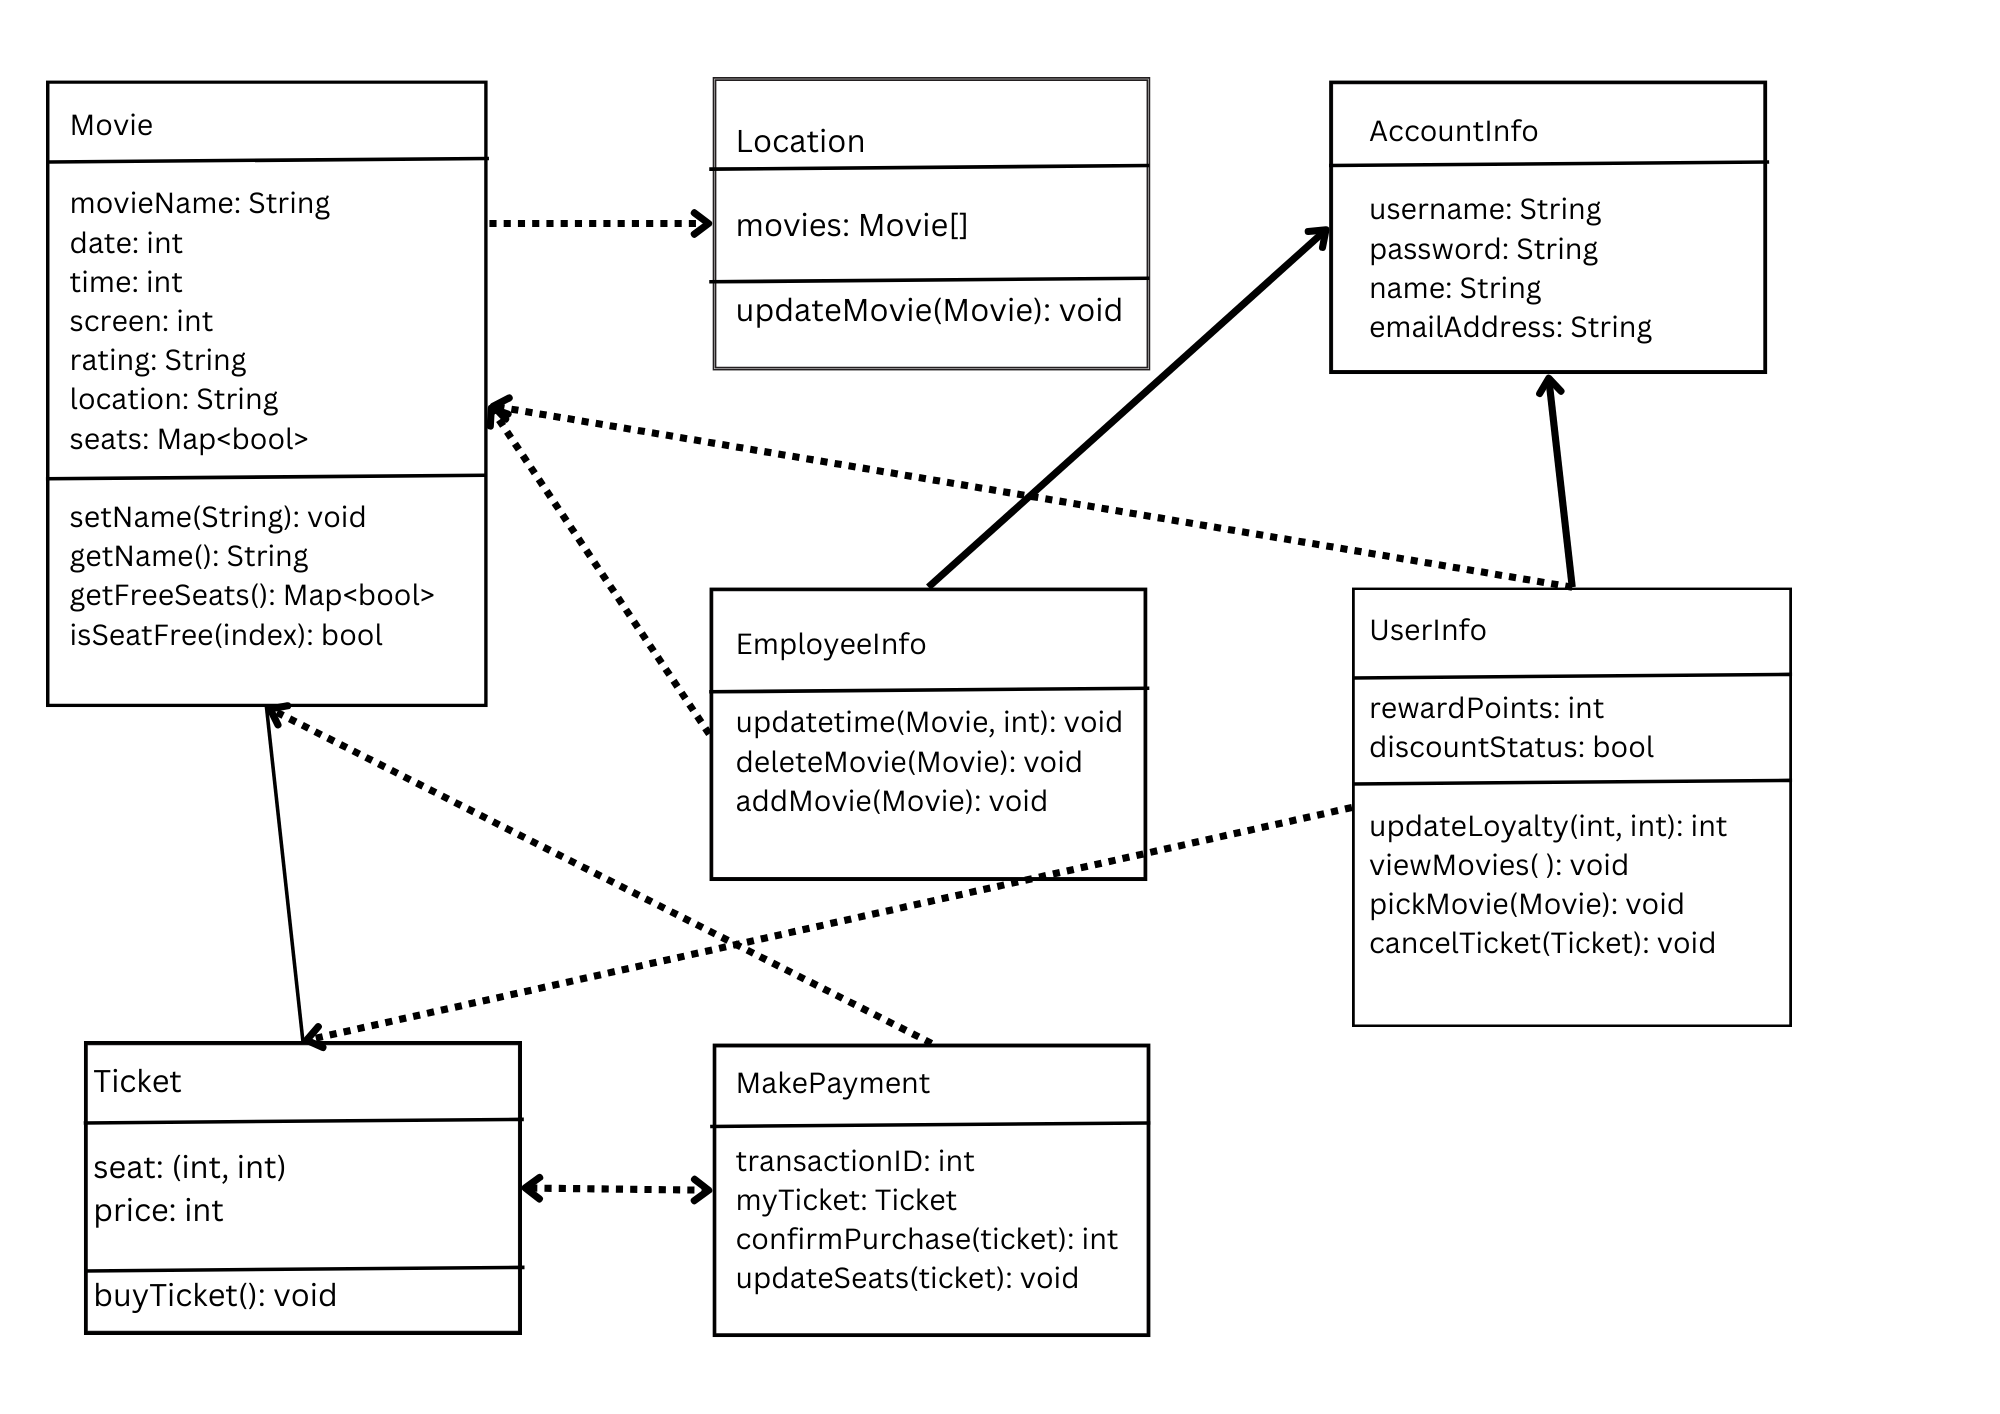 Movie
movieName: String
date: int
time: int
screen: int
rating: String
location: String
seats: Map<bool>
setName(String): void
getName(): String
getFreeSeats(): Map<bool>
isSeatFree(index): bool
Location
movies: Movie[]
updateMovie(Movie): void
AccountInfo
username: String
password: String
name: String
emailAddress: String
EmployeeInfo
updatetime(Movie, int): void
deleteMovie(Movie): void
addMovie(Movie): void
UserInfo
rewardPoints: int
discountStatus: bool
updateLoyalty(int, int): int
viewMovies( ): void
pickMovie(Movie): void
cancelTicket(Ticket): void
Ticket
seat: (int, int)
price: int
buyTicket(): void
MakePayment
transactionID: int
myTicket: Ticket
confirmPurchase(ticket): int
updateSeats(ticket): void